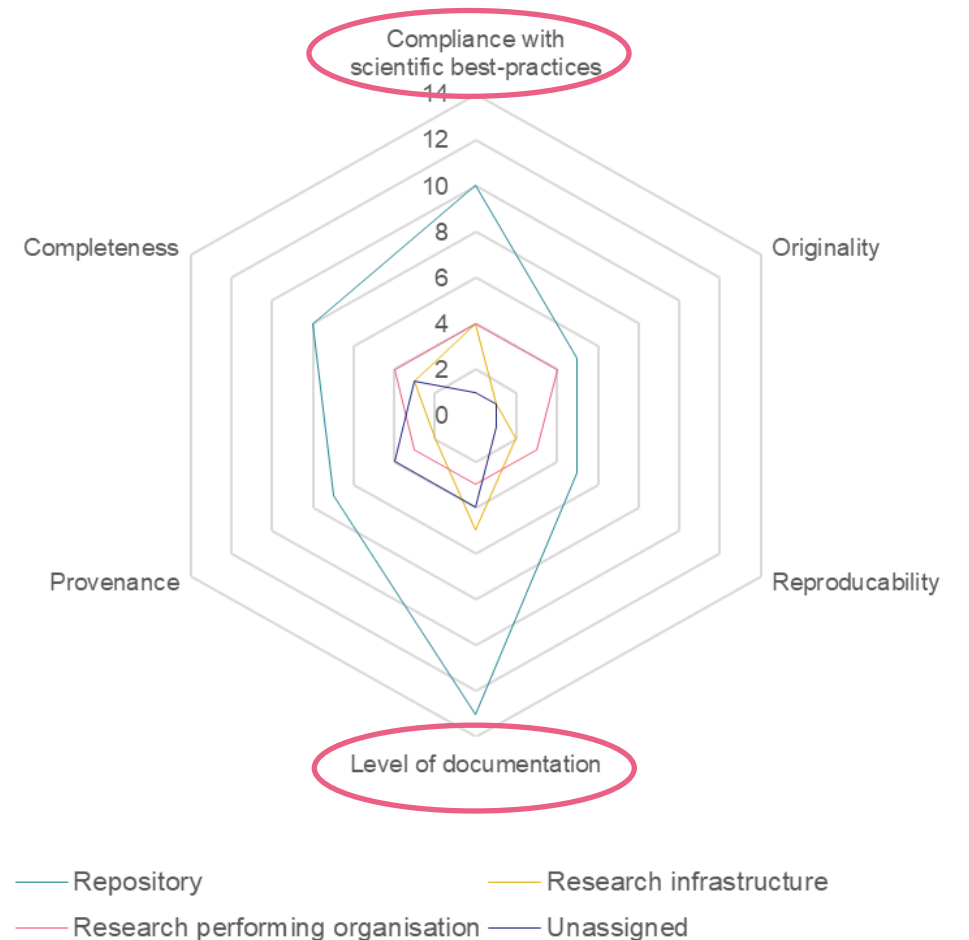 Compliance with
scientific best-practices
14
12
10
8
6
4
2
0
Completeness
Originality
Provenance
Reproducability
Level of documentation
Repository
Research infrastructure
Research performing organisation
Unassigned